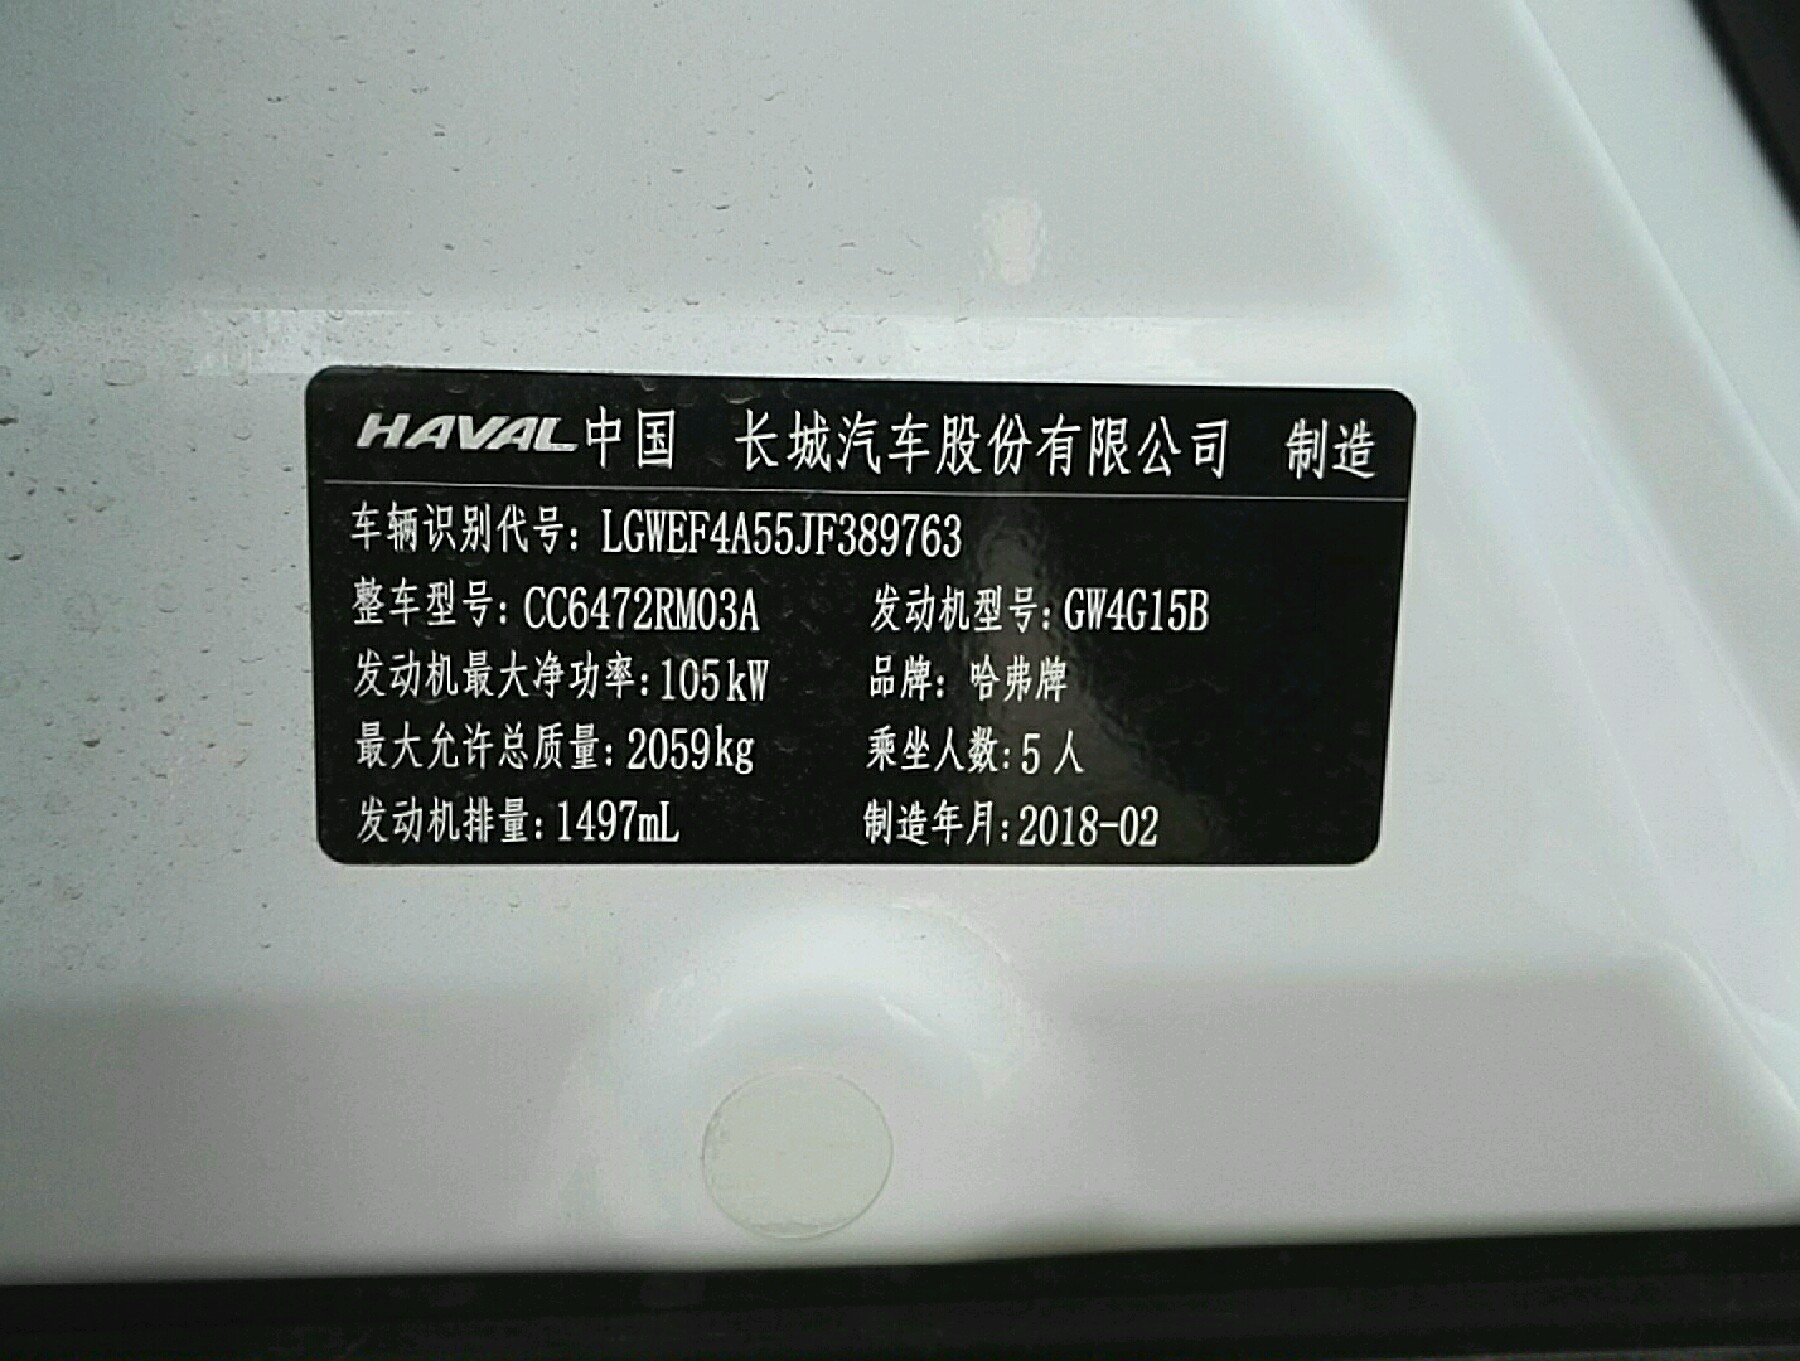 HAVAL中国 长城汽车股份有限公司 制造
车辆识别代号: LGWEF4A55JF389763
整车型号: CC6472RM03A 发动机型号: GW4G15B
发动机最大净功率: 105kW 品牌: 哈弗牌
最大允许总质量: 2059kg 乘坐人数: 5 人
发动机排量: 1497mL 制造年月: 2018-02